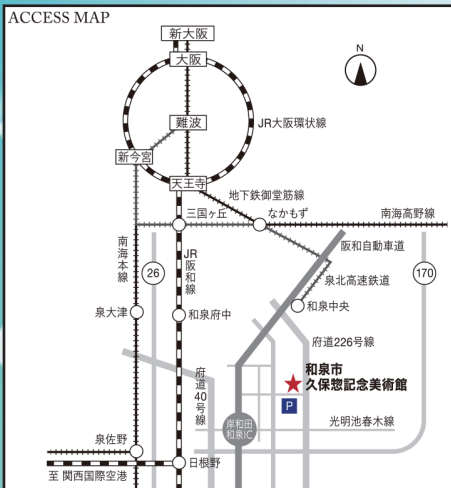 ACCESS MAP
新大阪
大阪
N
難波
JR大阪環状線
新今宮
天王寺
地下鉄御堂筋線
三国ヶ丘
なかもず
南海高野線
南海本線
JR阪和線
阪和自動車道
26
170
泉北高速鉄道
泉大津
和泉府中
和泉中央
府道226号線
府道40号線
和泉市
久保惣記念美術館
P
岸和田
和泉IC
光明池春木線
泉佐野
日根野
至 関西国際空港